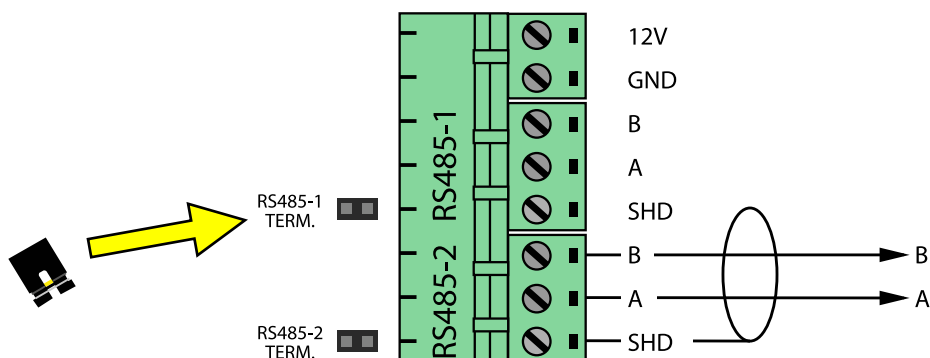 12V
GND
B
A
SHD
RS485-1
RS485-1
TERM.
B
B
A
A
RS485-2
RS485-2
TERM.
SHD